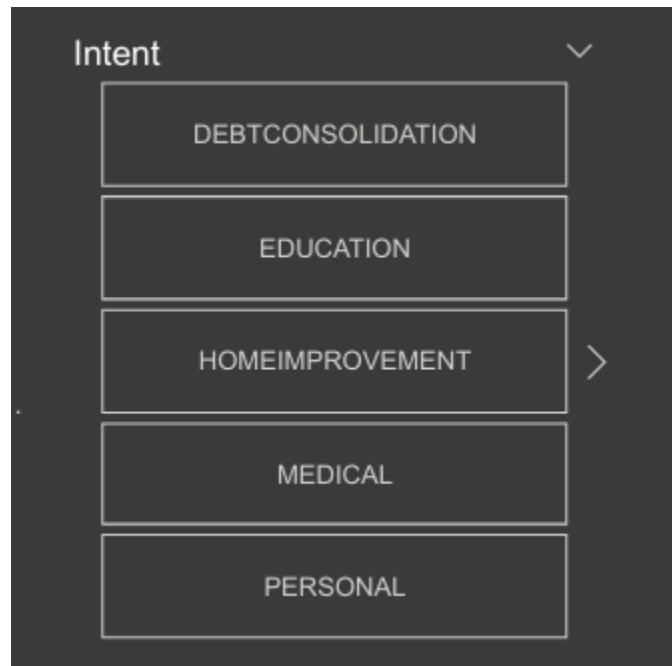 Intent
DEBTCONSOLIDATION
EDUCATION
HOMEIMPROVEMENT
MEDICAL
PERSONAL